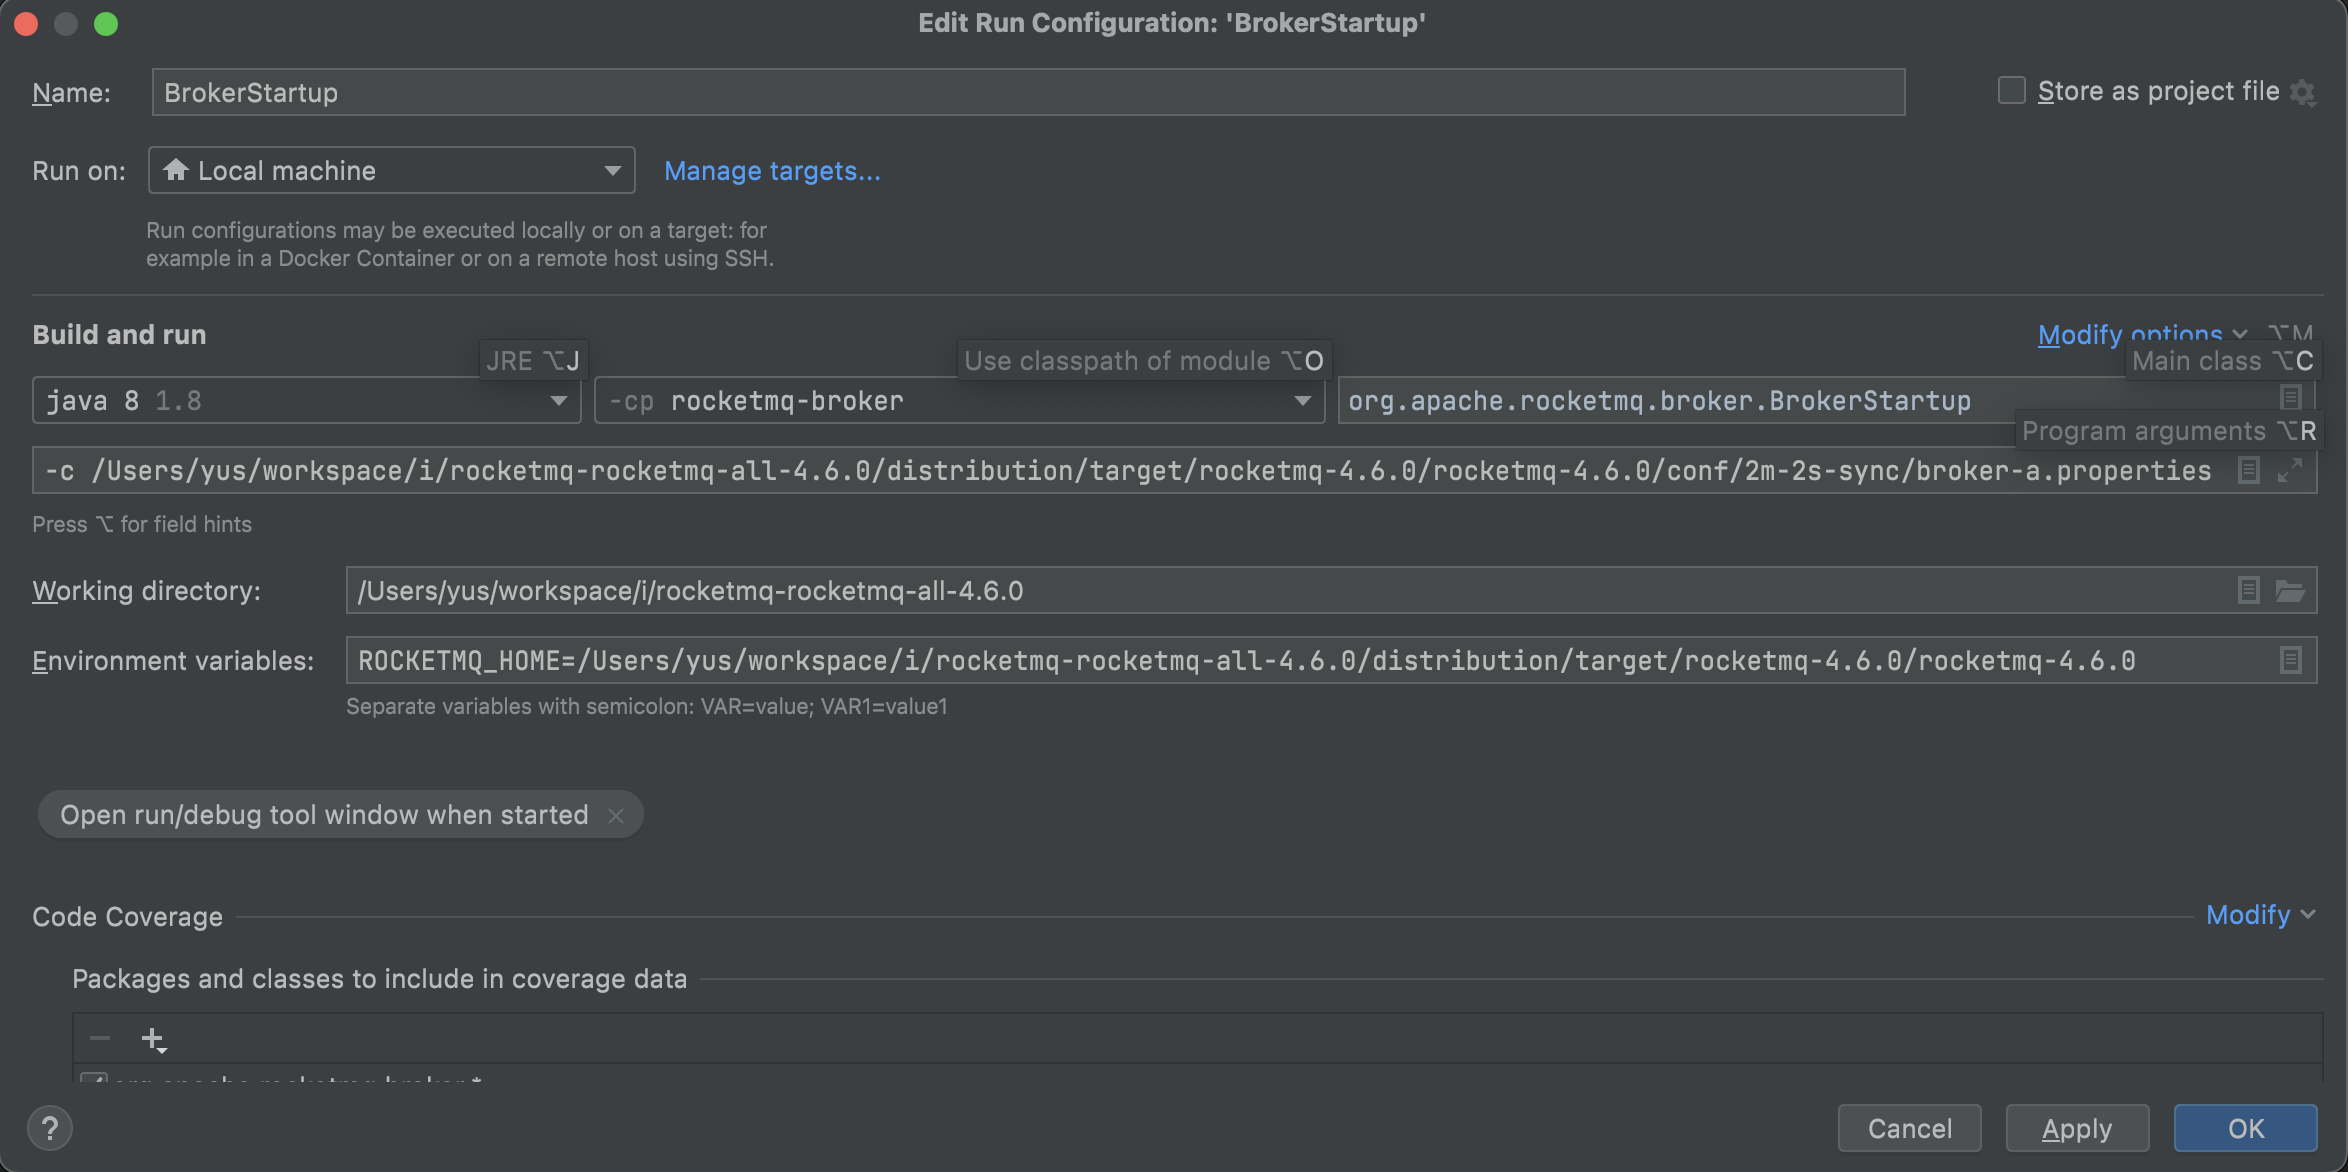 Edit Run Configuration: 'BrokerStartup'
Name: BrokerStartup
Store as project file
Run on: Local machine Manage targets...
Run configurations may be executed locally or on a target: for
example in a Docker Container or on a remote host using SSH.
Build and run
Modify options ⌥M
JRE ⌥J
Use classpath of module ⌥O
Main class ⌥C
java 8 1.8
-cp rocketmq-broker
org.apache.rocketmq.broker.BrokerStartup
Program arguments ⌥R
-c /Users/yus/workspace/i/rocketmq-rocketmq-all-4.6.0/distribution/target/rocketmq-4.6.0/rocketmq-4.6.0/conf/2m-2s-sync/broker-a.properties
Press ⌥ for field hints
Working directory: /Users/yus/workspace/i/rocketmq-rocketmq-all-4.6.0
Environment variables: ROCKETMQ_HOME=/Users/yus/workspace/i/rocketmq-rocketmq-all-4.6.0/distribution/target/rocketmq-4.6.0/rocketmq-4.6.0
Separate variables with semicolon: VAR=value; VAR1=value1
Open run/debug tool window when started
Code Coverage
Modify
Packages and classes to include in coverage data
org.apache.rocketmq.broker.*
?
Cancel
Apply
OK